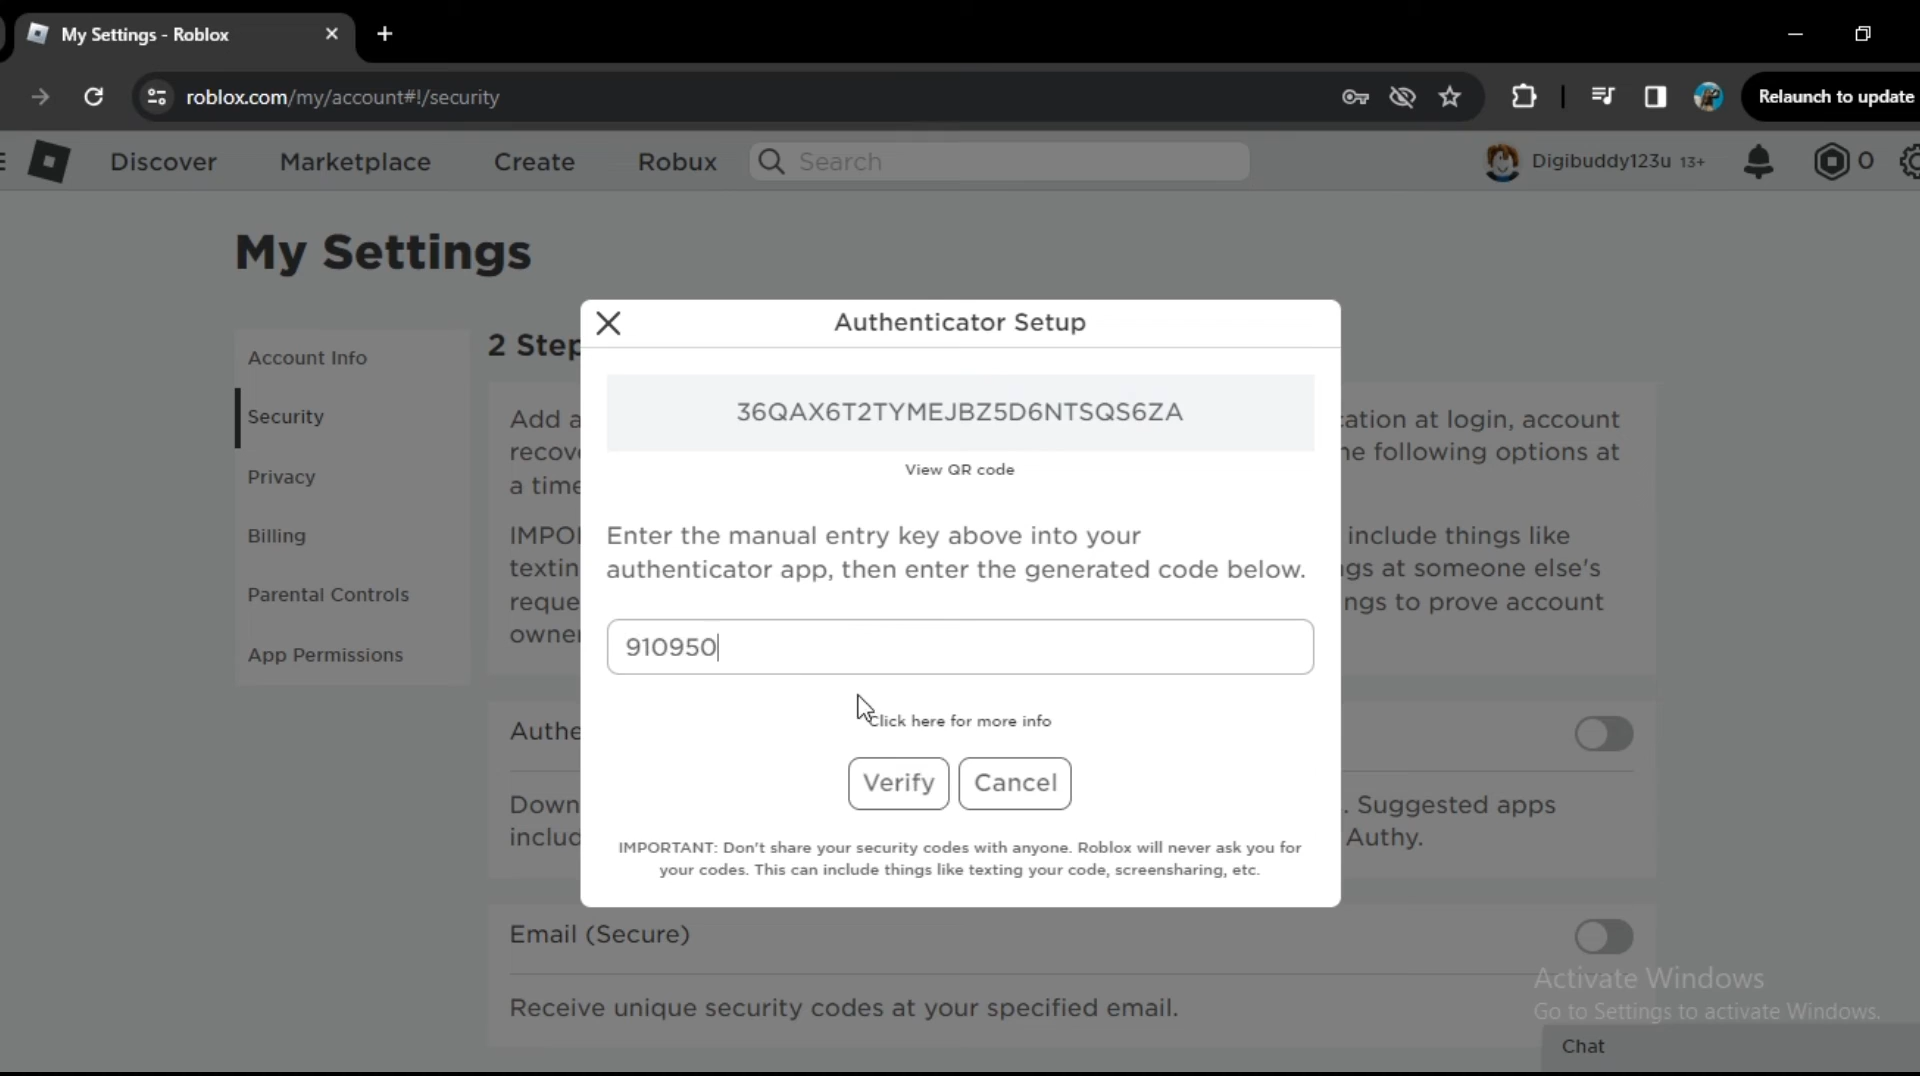 My Settings - Roblox
roblox.com/my/account#!/security
Relaunch to update
Discover
Marketplace
Create
Robux
Search
Digibuddy123u 13+
0
My Settings
Account Info
Security
Privacy
Billing
Parental Controls
App Permissions
2 Step
Add a
recov
a time
IMPO
textin
reque
owne
ation at login, account
he following options at
include things like
ngs at someone else's
ngs to prove account
Authenticator Setup
36QAX6T2TYMEJBZ5D6NTSQS6ZA
View QR code
Enter the manual entry key above into your
authenticator app, then enter the generated code below.
910950
Click here for more info
Verify
Cancel
IMPORTANT: Don't share your security codes with anyone. Roblox will never ask you for
your codes. This can include things like texting your code, screensharing, etc.
Authe
Down
includ
. Suggested apps
Authy.
Email (Secure)
Receive unique security codes at your specified email.
Activate Windows
Go to Settings to activate Windows.
Chat